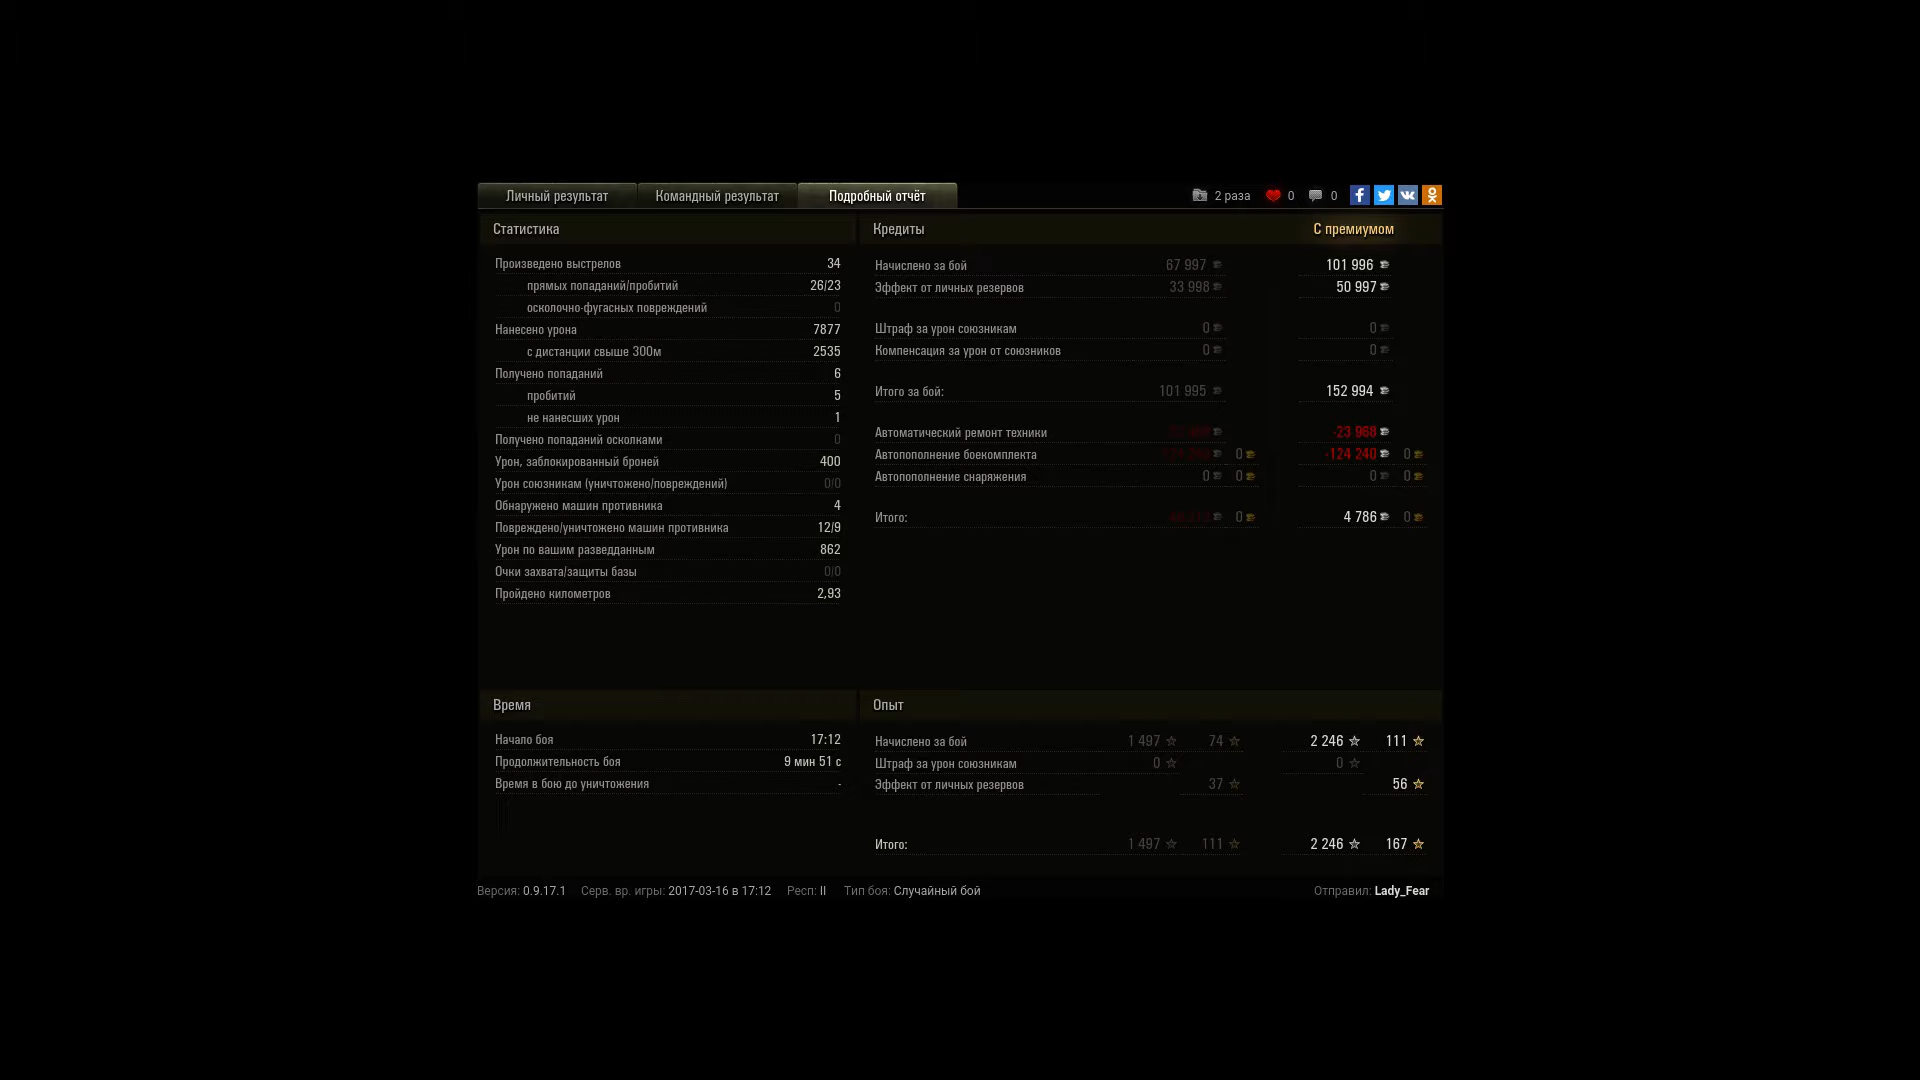 Личный результат Командный результат Подробный отчёт 2 раза 0 0
Статистика
Произведено выстрелов 34
прямых попаданий/пробитий 26/23
осколочно-фугасных повреждений 0
Нанесено урона 7877
с дистанции свыше 300м 2535
Получено попаданий 6
пробитий 5
не нанесших урон 1
Получено попаданий осколками 0
Урон, заблокированный броней 400
Урон союзникам (уничтожено/повреждений) 0/0
Обнаружено машин противника 4
Повреждено/уничтожено машин противника 12/9
Урон по вашим разведданным 862
Очки захвата/защиты базы 0/0
Пройдено километров 2,93
Кредиты С премиумом
Начислено за бой 67 997 101 996
Эффект от личных резервов 33 998 50 997
Штраф за урон союзникам 0 0
Компенсация за урон от союзников 0 0
Итого за бой: 101 995 152 994
Автоматический ремонт техники -23 968
Автопополнение боекомплекта 0 -124 240 0
Автопополнение снаряжения 0 0 0 0
Итого: 0 4 786 0
Время
Начало боя 17:12
Продолжительность боя 9 мин 51 с
Время в бою до уничтожения -
Опыт
Начислено за бой 1 497 74 2 246 111
Штраф за урон союзникам 0 0
Эффект от личных резервов 37 56
Итого: 1 497 111 2 246 167
Версия: 0.9.17.1 Серв. вр. игры: 2017-03-16 в 17:12 Респ: II Тип боя: Случайный бой Отправил: Lady_Fear